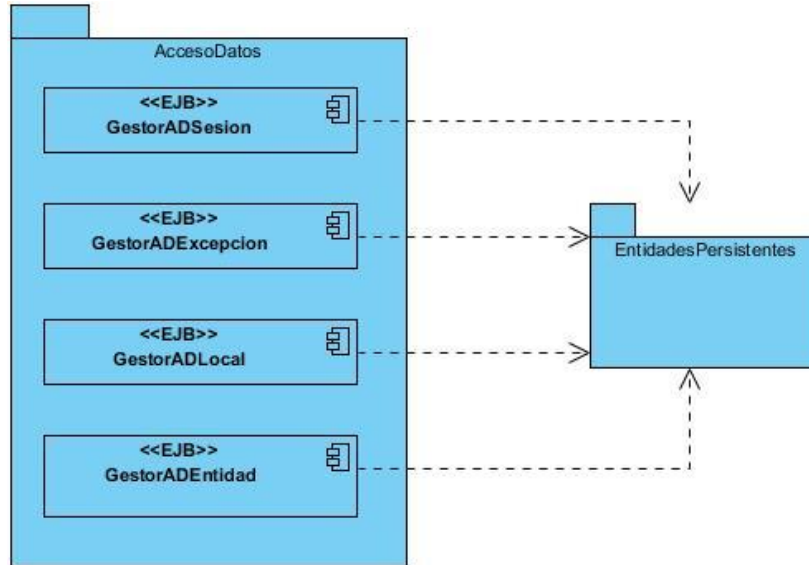 AccesoDatos
<<EJB>>
GestorADSesion
<<EJB>>
GestorADExcepcion
EntidadesPersistentes
<<EJB>>
GestorADLocal
<<EJB>>
GestorADEntidad